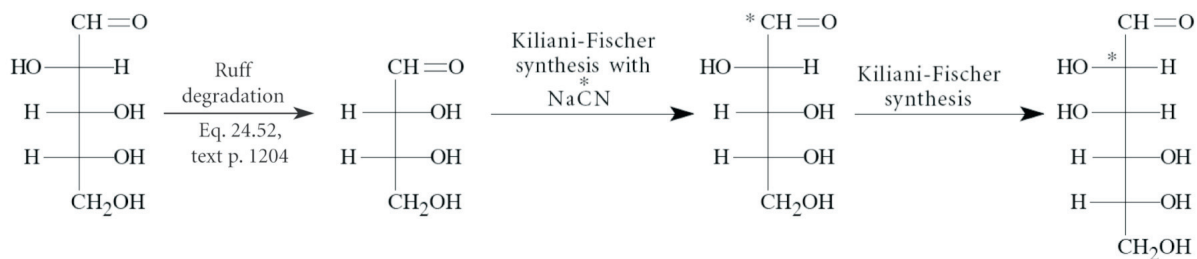 CH=O
HO H
H OH
H OH
CH2OH
Ruff
degradation
Eq. 24.52,
text p. 1204
CH=O
H OH
H OH
CH2OH
Kiliani-Fischer
synthesis with
*
NaCN
*CH=O
HO H
H OH
H OH
CH2OH
Kiliani-Fischer
synthesis
CH=O
HO * H
HO H
H OH
H OH
CH2OH